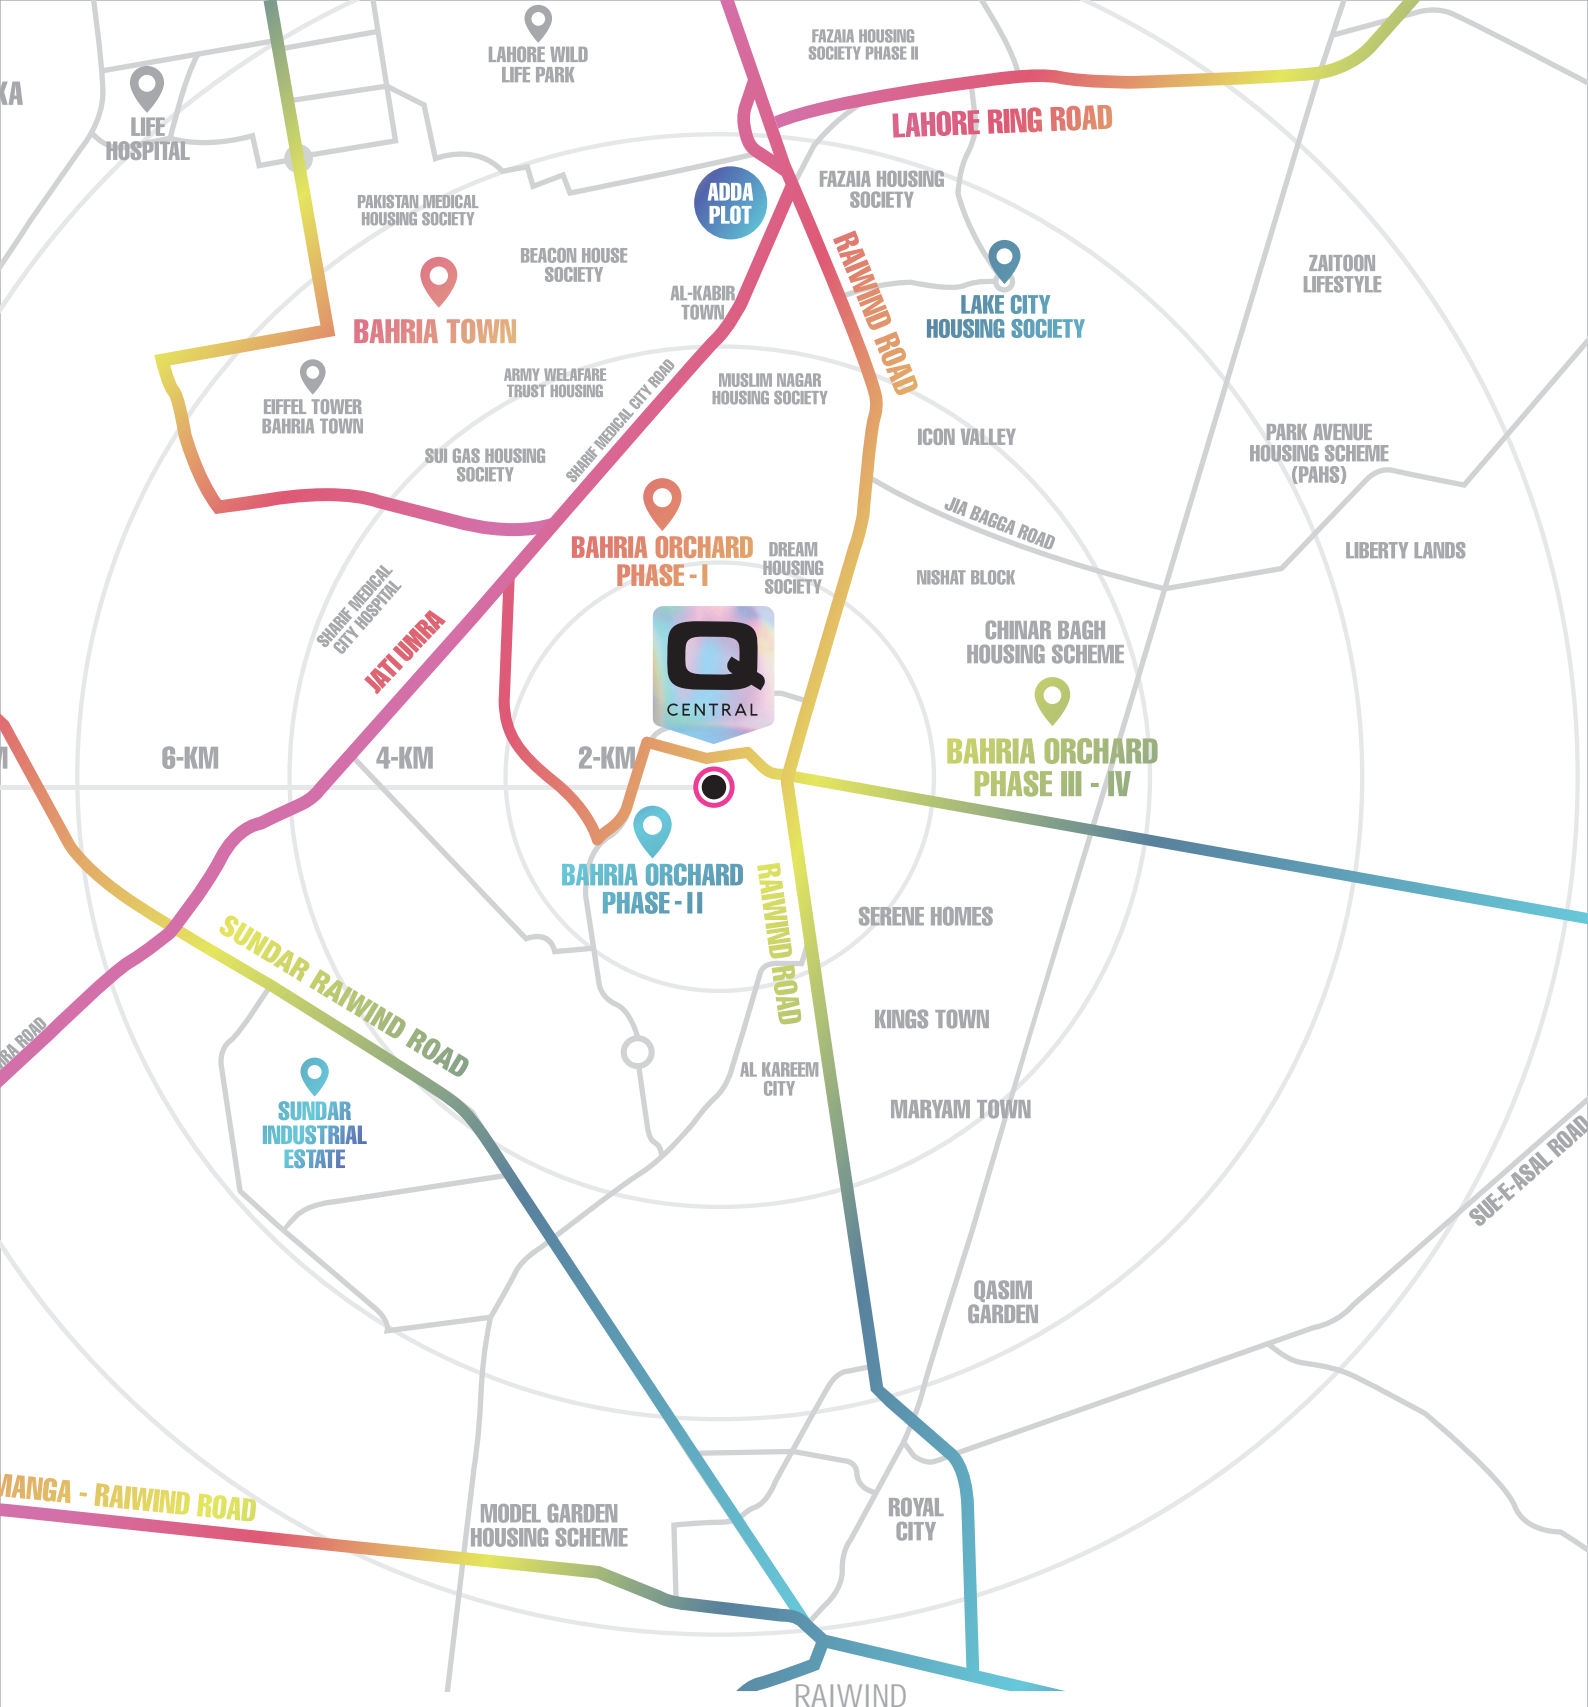 FAZAIA HOUSING
SOCIETY PHASE II
LAHORE WILD
LIFE PARK
KA
LIFE
HOSPITAL
LAHORE RING ROAD
ADDA
PLOT
FAZAIA HOUSING
SOCIETY
PAKISTAN MEDICAL
HOUSING SOCIETY
BEACON HOUSE
SOCIETY
RAIWIND ROAD
ZAITOON
LIFESTYLE
AL-KABIR
TOWN
LAKE CITY
HOUSING SOCIETY
BAHRIA TOWN
EIFFEL TOWER
BAHRIA TOWN
ARMY WELAFARE
TRUST HOUSING
SHARIF MEDICAL CITY ROAD
MUSLIM NAGAR
HOUSING SOCIETY
ICON VALLEY
PARK AVENUE
HOUSING SCHEME
(PAHS)
SUI GAS HOUSING
SOCIETY
JIA BAGGA ROAD
BAHRIA ORCHARD
PHASE - I
DREAM
HOUSING
SOCIETY
LIBERTY LANDS
NISHAT BLOCK
SHARIF MEDICAL
CITY HOSPITAL
JATI UMRA
Q
CENTRAL
CHINAR BAGH
HOUSING SCHEME
BAHRIA ORCHARD
PHASE III - IV
M
6-KM
4-KM
2-KM
BAHRIA ORCHARD
PHASE - II
RAIWIND ROAD
SERENE HOMES
SUNDAR RAIWIND ROAD
KINGS TOWN
RA ROAD
AL KAREEM
CITY
MARYAM TOWN
SUNDAR
INDUSTRIAL
ESTATE
SUE-E-ASAL ROAD
QASIM
GARDEN
MANGA - RAIWIND ROAD
MODEL GARDEN
HOUSING SCHEME
ROYAL
CITY
RAIWIND